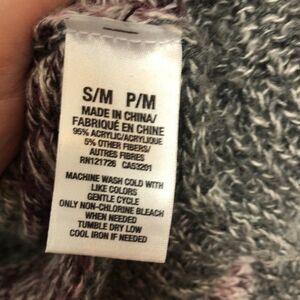 S/M P/M
MADE IN CHINA/
FABRIQUÉ EN CHINE
95% ACRYLIC/ACRYLIQUE
5% OTHER FIBERS/
AUTRES FIBRES
RN121726 CA53201
MACHINE WASH COLD WITH
LIKE COLORS
GENTLE CYCLE
ONLY NON-CHLORINE BLEACH
WHEN NEEDED
TUMBLE DRY LOW
COOL IRON IF NEEDED